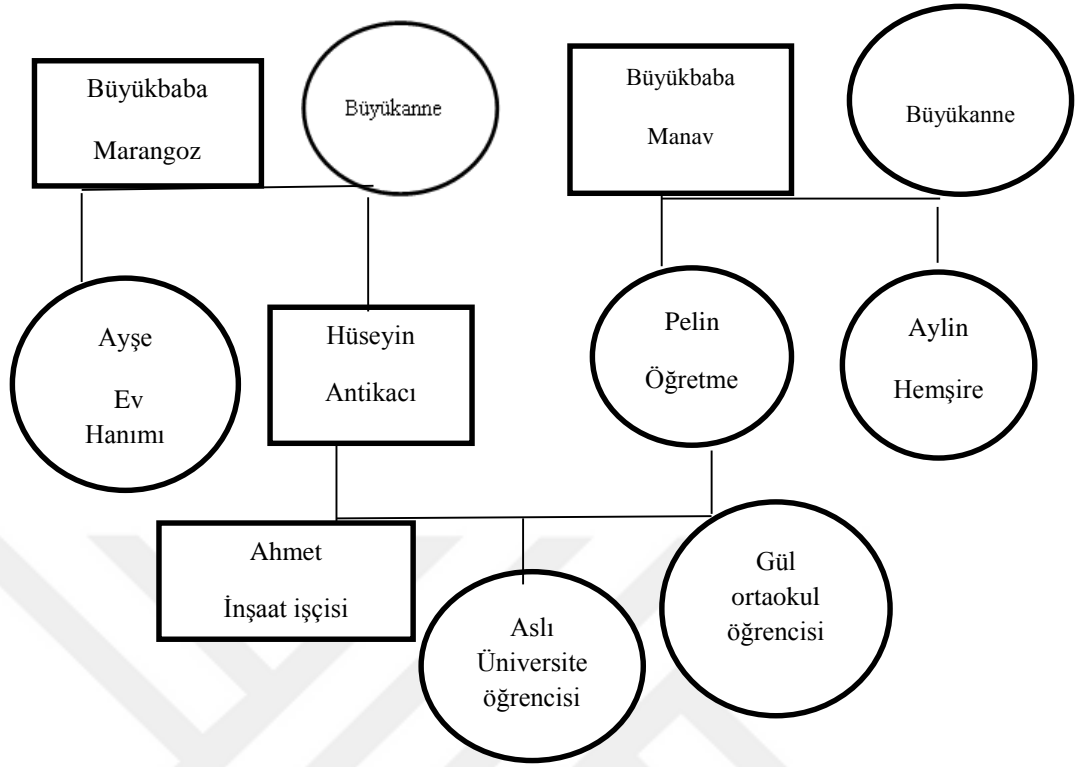 Büyükbaba
Marangoz
Büyükanne
Büyükbaba
Manav
Büyükanne
Ayşe
Ev
Hanımı
Hüseyin
Antikacı
Pelin
Öğretme
Aylin
Hemşire
Ahmet
İnşaat işçisi
Aslı
Üniversite
öğrencisi
Gül
ortaokul
öğrencisi